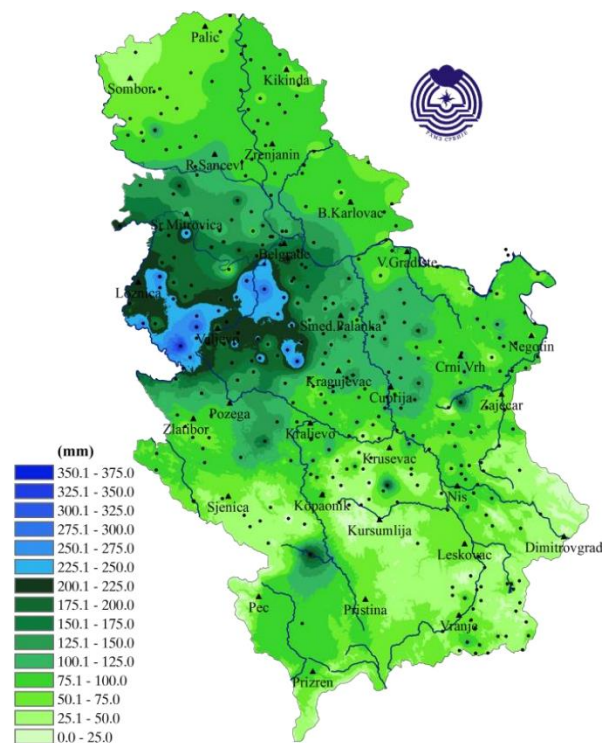 Palic
Kikinda
Sombor
Zrenjanin
R.Sancevi
B.Karlovac
Sr.Mitrovica
Belgrade
V.Gradiste
Loznica
Smed.Palanka
Valjevo
Negotin
Crni Vrh
Kragujevac
Cuprija
Zajecar
Pozega
Zlatibor
Kraljevo
Krusevac
(mm)
350.1 - 375.0
325.1 - 350.0
300.1 - 325.0
275.1 - 300.0
250.1 - 275.0
225.1 - 250.0
200.1 - 225.0
175.1 - 200.0
150.1 - 175.0
125.1 - 150.0
100.1 - 125.0
75.1 - 100.0
50.1 - 75.0
25.1 - 50.0
0.0 - 25.0
Nis
Sjenica
Kopaonik
Kursumlija
Dimitrovgrad
Leskovac
Pec
Pristina
Vranje
Prizren